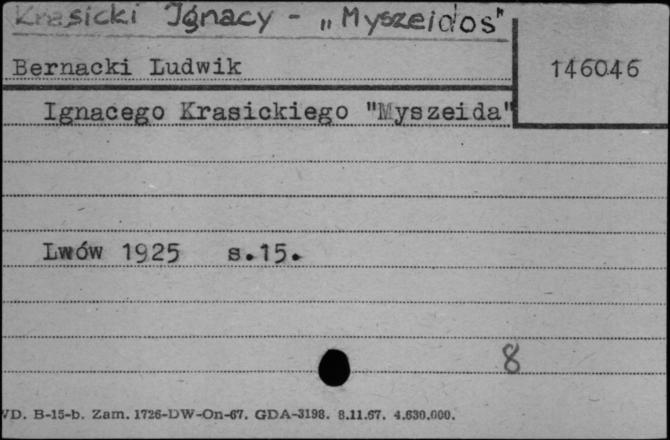 Krasicki Ignacy - „Myszeidos"
Bernacki Ludwik
146046
Ignacego Krasickiego "Myszeida"
Lwów 1925 s.15.
8
WD. B-15-b. Zam. 1726-DW-On-67. GDA-3198. 8.11.67. 4.630.000.